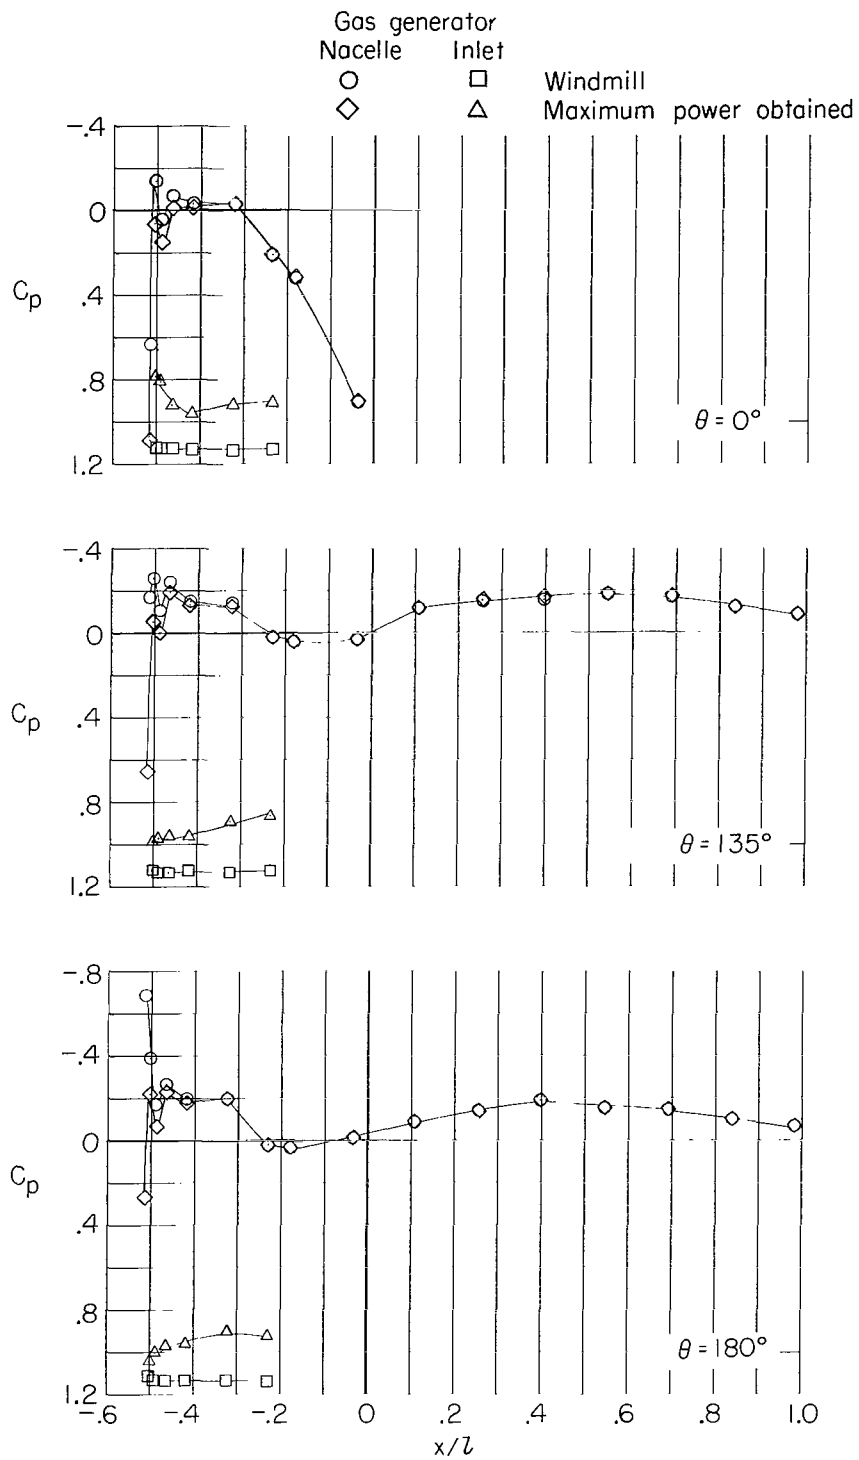 Gas generator
Nacelle Inlet
Windmill
Maximum power obtained
-.4
0
Cp
.4
.8
θ = 0°
1.2
-.4
0
Cp
.4
.8
θ = 135°
1.2
-.8
-.4
0
Cp
.4
.8
θ = 180°
1.2
-.6 -.4 -.2 0 .2 .4 .6 .8 1.0
x/l